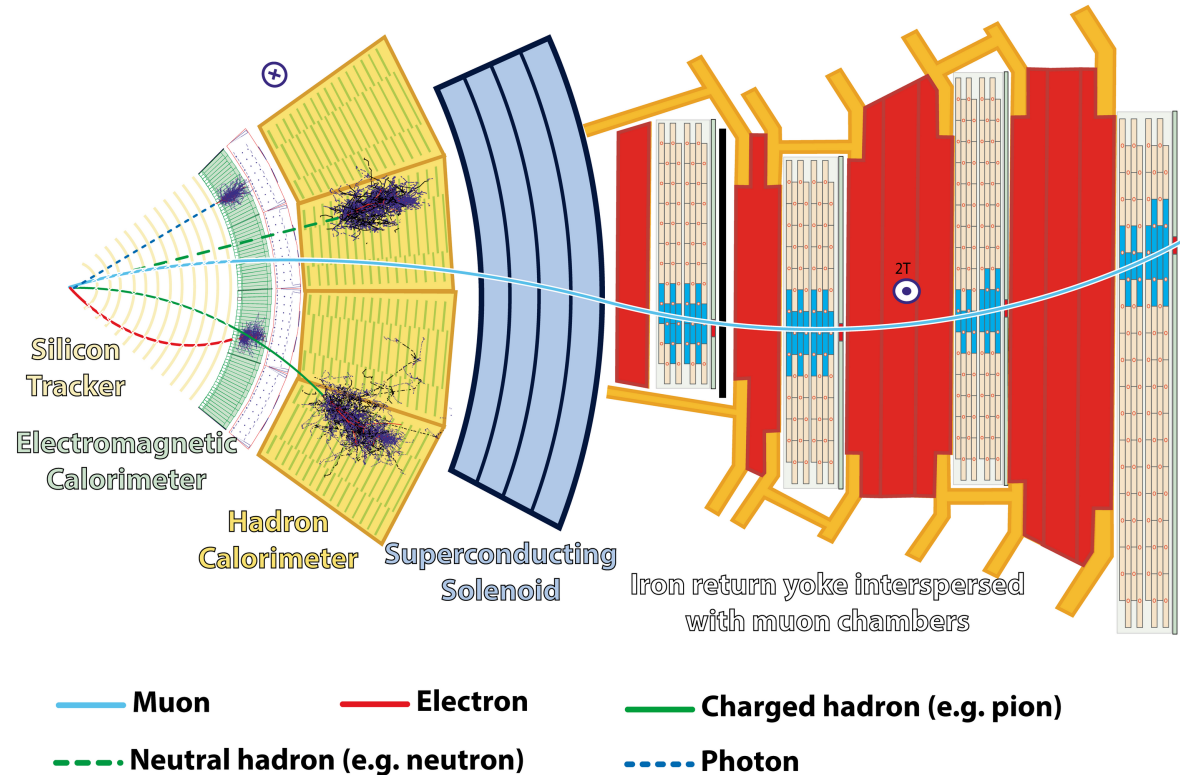 2T
Silicon
Tracker
Electromagnetic
Calorimeter
Hadron
Calorimeter
Superconducting
Solenoid
Iron return yoke interspersed
with muon chambers
Muon
Electron
Charged hadron (e.g. pion)
Neutral hadron (e.g. neutron)
Photon